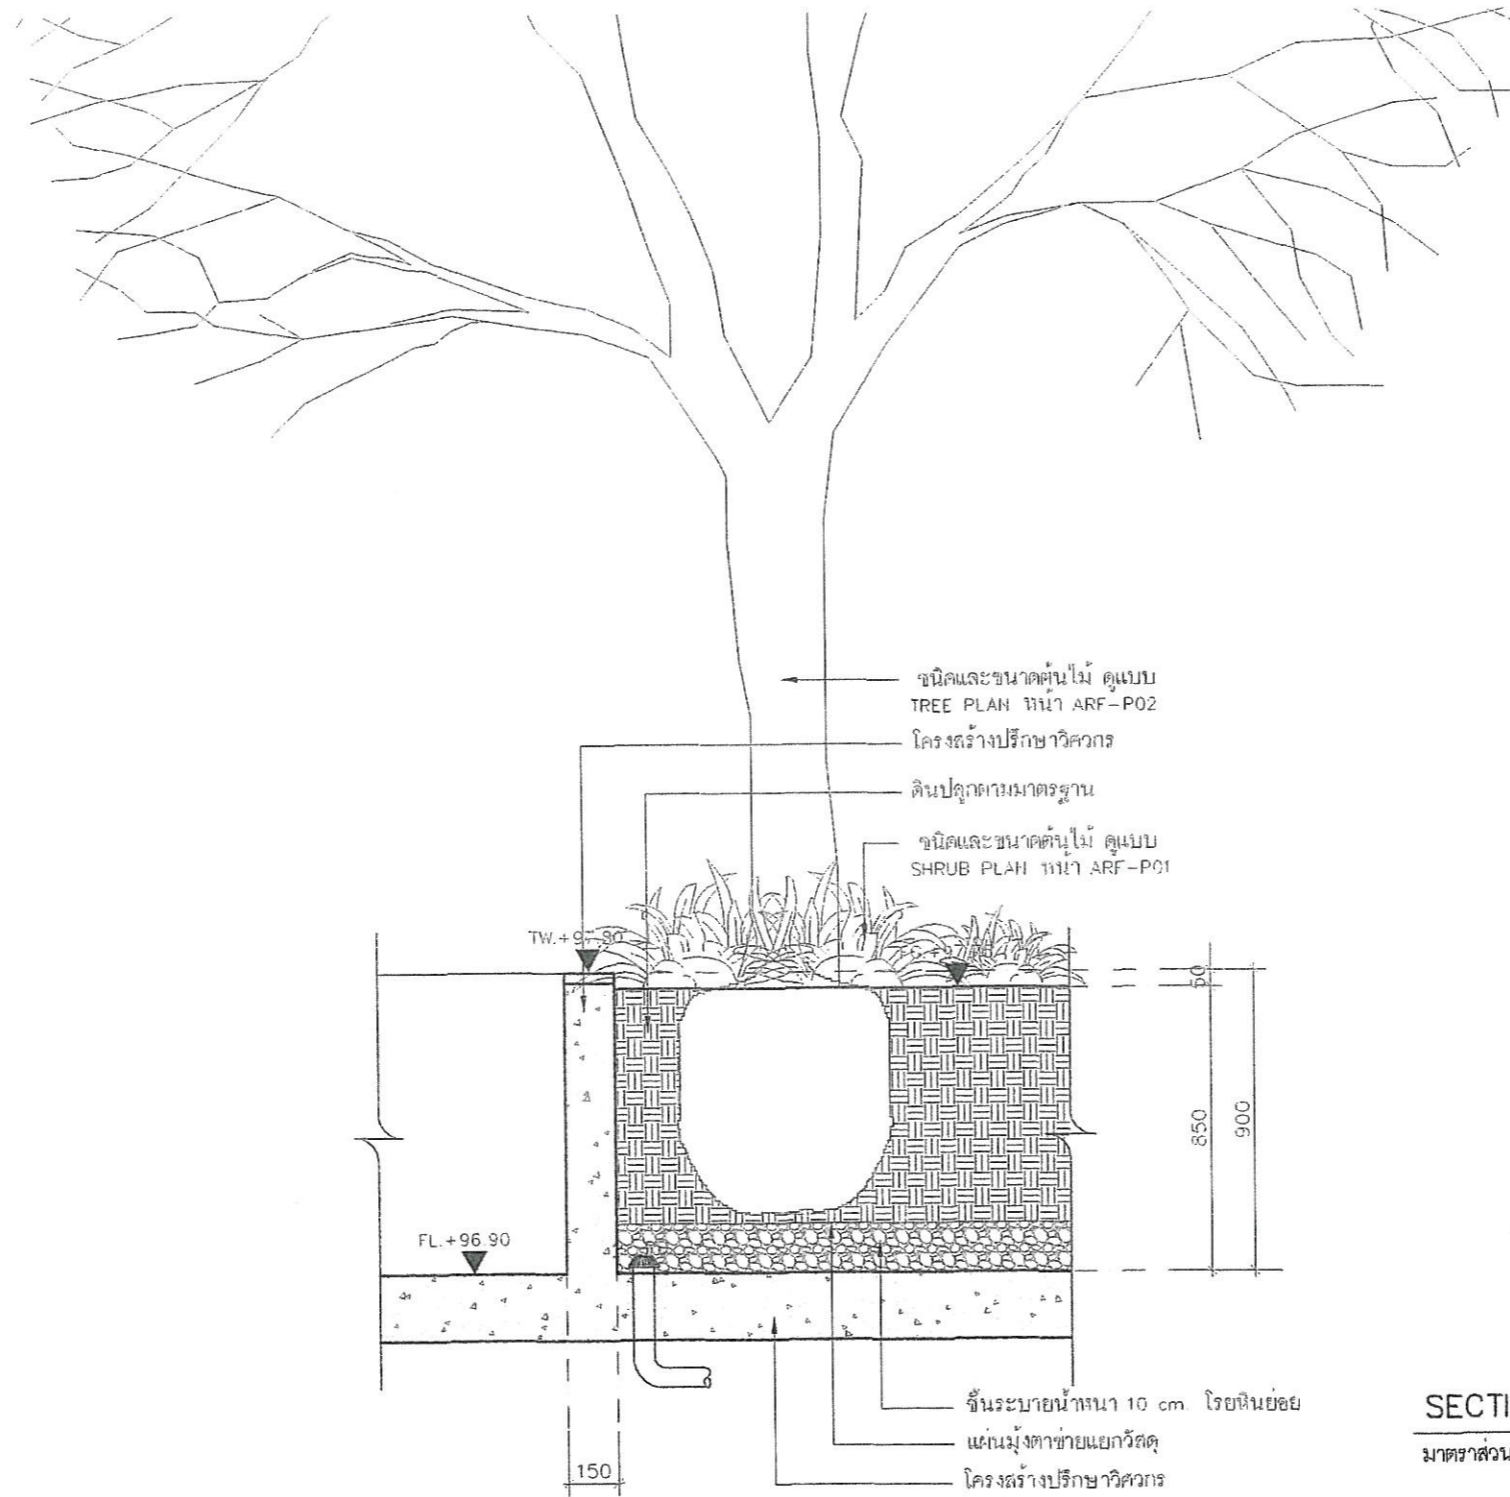 ชนิดและขนาดต้นไม้ ดูแบบ
TREE PLAN หน้า ARF-P02
โครงสร้างปรึกษาวิศวกร
ดินปลูกตามมาตรฐาน
ชนิดและขนาดต้นไม้ ดูแบบ
SHRUB PLAN หน้า ARF-P01
TW.+97.80
50
850
900
FL.+96.90
ชั้นระบายน้ำหนา 10 cm. โรยหินย่อย
แผ่นมุ้งตาข่ายแยกวัสดุ
โครงสร้างปรึกษาวิศวกร
150
SECTI
มาตราส่วน